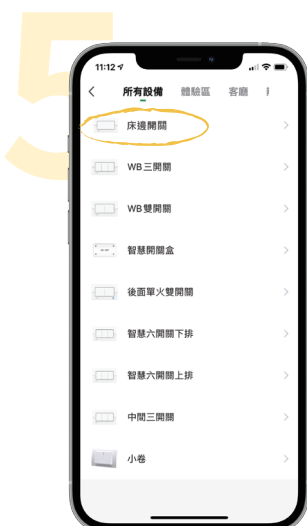 5
11:12
所有設備 體驗區 客廳
床邊開關
WB三開關
WB雙開關
智慧開關盒
後面單火雙開關
智慧六開關下排
智慧六開關上排
中間三開關
小卷